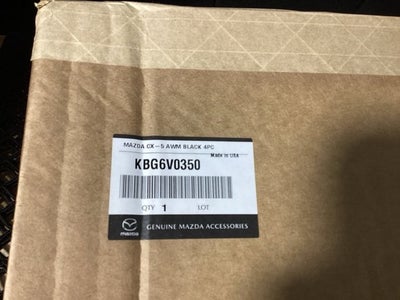 MAZDA CX-5 AWM BLACK 4PC
Made in USA
KBG6V0350
QTY 1 LOT
mazda GENUINE MAZDA ACCESSORIES